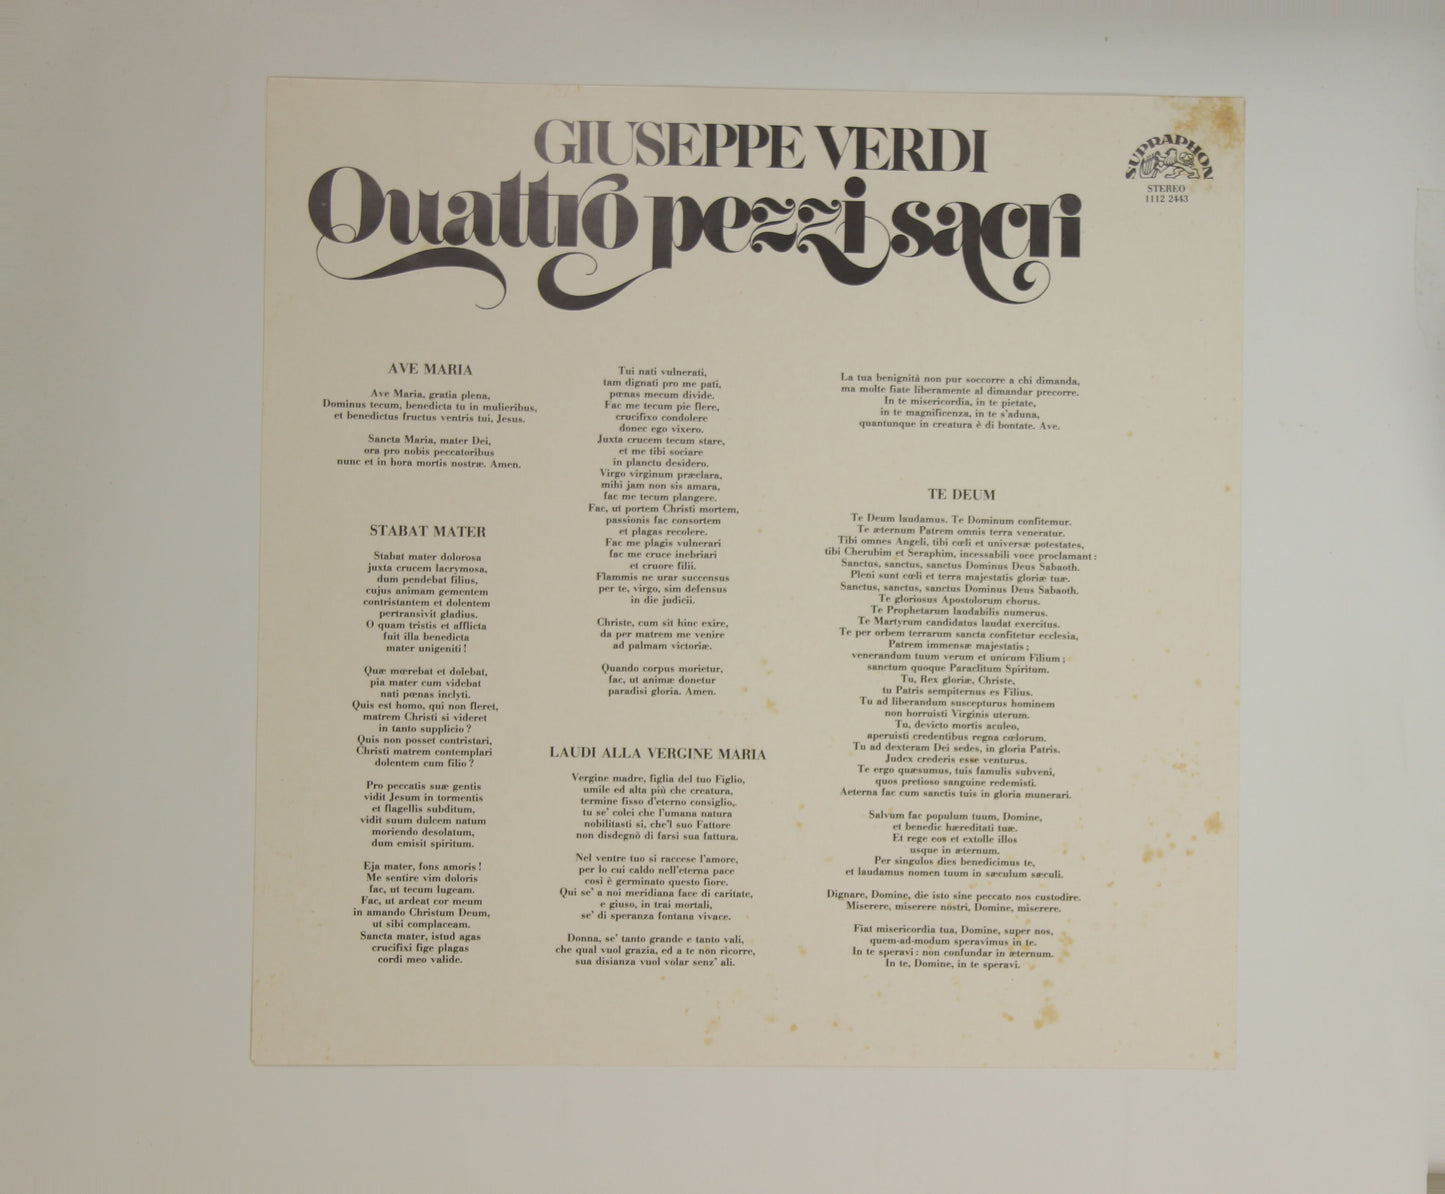 GIUSEPPE VERDI
Quattro pezzi sacri
SUPRAPHON
STEREO
1112 2443
AVE MARIA
Ave Maria, gratia plena,
Dominus tecum, benedicta tu in mulieribus,
et benedictus fructus ventris tui, Jesus.
Sancta Maria, mater Dei,
ora pro nobis peccatoribus
nunc et in hora mortis nostræ. Amen.
STABAT MATER
Stabat mater dolorosa
juxta crucem lacrymosa,
dum pendebat filius,
cujus animam gementem
contristantem et dolentem
pertransivit gladius.
O quam tristis et afflicta
fuit illa benedicta
mater unigeniti !
Quæ mœrebat et dolebat,
pia mater cum videbat
nati pœnas inclyti.
Quis est homo, qui non fleret,
matrem Christi si videret
in tanto supplicio ?
Quis non posset contristari,
Christi matrem contemplari
dolentem cum filio ?
Pro peccatis suæ gentis
vidit Jesum in tormentis
et flagellis subditum,
vidit suum dulcem natum
moriendo desolatum,
dum emisit spiritum.
Eja mater, fons amoris !
Me sentire vim doloris
fac, ut tecum lugeam.
Fac, ut ardeat cor meum
in amando Christum Deum,
ut sibi complaceam.
Sancta mater, istud agas
crucifixi fige plagas
cordi meo valide.
Tui nati vulnerati,
tam dignati pro me pati,
pœnas mecum divide.
Fac me tecum pie flere,
crucifixo condolere
donec ego vixero.
Juxta crucem tecum stare,
et me tibi sociare
in planctu desidero.
Virgo virginum præclara,
mihi jam non sis amara,
fac me tecum plangere.
Fac, ut portem Christi mortem,
passionis fac consortem
et plagas recolere.
Fac me plagis vulnerari
fac me cruce inebriari
et cruore filii.
Flammis ne urar succensus
per te, virgo, sim defensus
in die judicii.
Christe, cum sit hinc exire,
da per matrem me venire
ad palmam victoriæ.
Quando corpus morietur,
fac, ut animæ donetur
paradisi gloria. Amen.
LAUDI ALLA VERGINE MARIA
Vergine madre, figlia del tuo Figlio,
umile ed alta più che creatura,
termine fisso d'eterno consiglio,
tu se' colei che l'umana natura
nobilitasti si, che'l suo Fattore
non disdegnò di farsi sua fattura.
Nel ventre tuo si raccese l'amore,
per lo cui caldo nell'eterna pace
così è germinato questo fiore.
Qui se' a noi meridiana face di caritate,
e giuso, in trai mortali,
se' di speranza fontana vivace.
Donna, se' tanto grande e tanto vali,
che qual vuol grazia, ed a te non ricorre,
sua disianza vuol volar senz' ali.
La tua benignità non pur soccorre a chi dimanda,
ma molte fiate liberamente al dimandar precorre.
In te misericordia, in te pietate,
in te magnificenza, in te s'aduna,
quantunque in creatura è di bontate. Ave.
TE DEUM
Te Deum laudamus. Te Dominum confitemur.
Te æternum Patrem omnis terra veneratur.
Tibi omnes Angeli, tibi cœli et universæ potestates,
tibi Cherubim et Seraphim, incessabili voce proclamant :
Sanctus, sanctus, sanctus Dominus Deus Sabaoth.
Pleni sunt cœli et terra majestatis gloriæ tuæ.
Sanctus, sanctus, sanctus Dominus Deus Sabaoth.
Te gloriosus Apostolorum chorus.
Te Prophetarum laudabilis numerus.
Te Martyrum candidatus laudat exercitus.
Te per orbem terrarum sancta confitetur ecclesia,
Patrem immensæ majestatis ;
venerandum tuum verum et unicum Filium ;
sanctum quoque Paraclitum Spiritum.
Tu, Rex gloriæ, Christe,
tu Patris sempiternus es Filius.
Tu ad liberandum suscepturus hominem
non horruisti Virginis uterum.
Tu, devicto mortis aculeo,
aperuisti credentibus regna cœlorum.
Tu ad dexteram Dei sedes, in gloria Patris.
Judex crederis esse venturus.
Te ergo quæsumus, tuis famulis subveni,
quos pretioso sanguine redemisti.
Aeterna fac cum sanctis tuis in gloria munerari.
Salvum fac populum tuum, Domine,
et benedic hæreditati tuæ.
Et rege eos et extolle illos
usque in æternum.
Per singulos dies benedicimus te,
et laudamus nomen tuum in sæculum sæculi.
Dignare, Domine, die isto sine peccato nos custodire.
Miserere, miserere nostri, Domine, miserere.
Fiat misericordia tua, Domine, super nos,
quem-ad-modum speravimus in te.
In te speravi : non confundar in æternum.
In te, Domine, in te speravi.